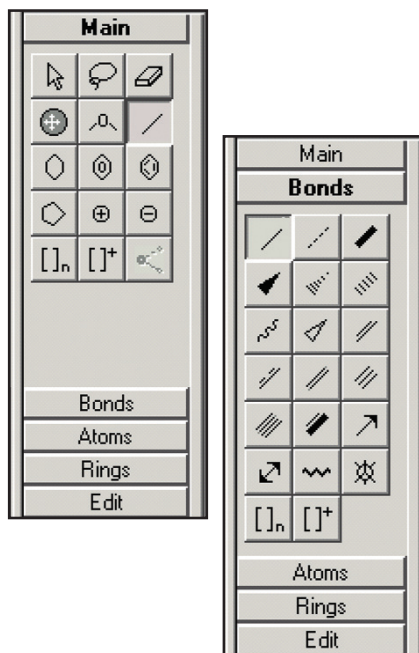 Main
[ ]n [ ]+
Bonds
Atoms
Rings
Edit
Main
Bonds
[ ]n [ ]+
Atoms
Rings
Edit